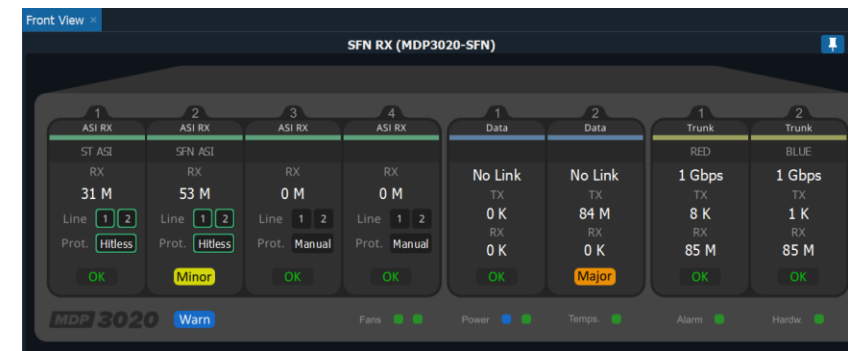 Front View ×
SFN RX (MDP3020-SFN)
1 2 3 4 1 2 1 2
ASI RX ASI RX ASI RX ASI RX Data Data Trunk Trunk
ST ASI SFN ASI RED BLUE
RX RX RX RX No Link No Link 1 Gbps 1 Gbps
31 M 53 M 0 M 0 M TX TX TX TX
Line 1 2 Line 1 2 Line 1 2 Line 1 2 0 K 84 M 8 K 1 K
RX RX RX RX
Prot. Hitless Prot. Hitless Prot. Manual Prot. Manual 0 K 0 K 85 M 85 M
OK Minor OK OK OK Major OK OK
MDP 3020 Warn Fans Power Temps. Alarm Hardw.